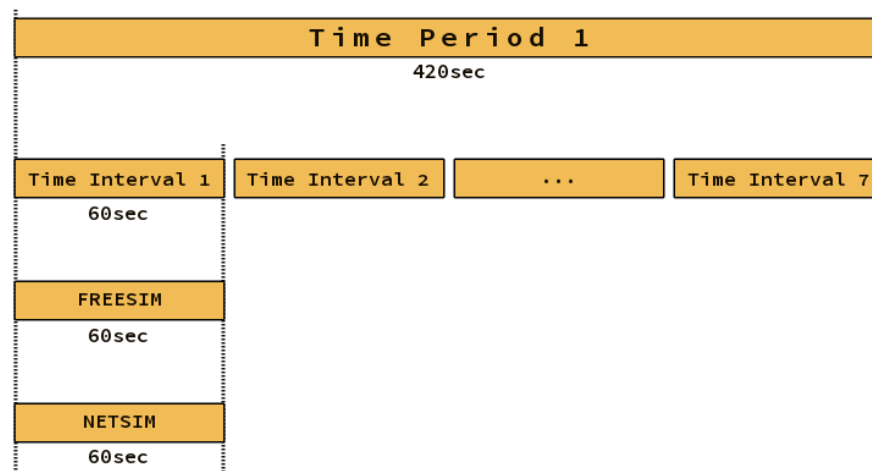 Time Period 1
420sec
Time Interval 1 Time Interval 2 ... Time Interval 7
60sec
FREESIM
60sec
NETSIM
60sec